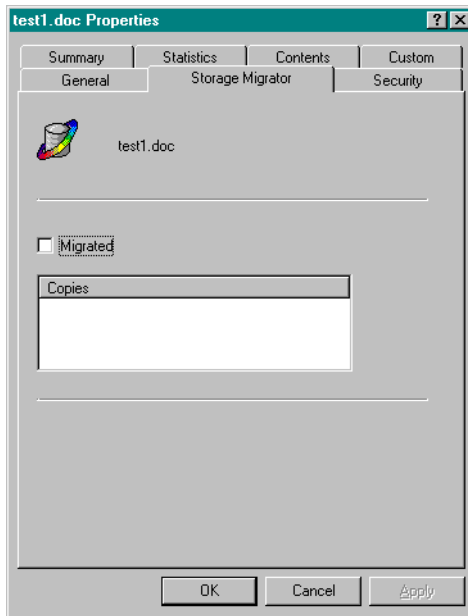 test1.doc Properties
Summary Statistics Contents Custom
General Storage Migrator Security
test1.doc
Migrated
Copies
OK Cancel Apply